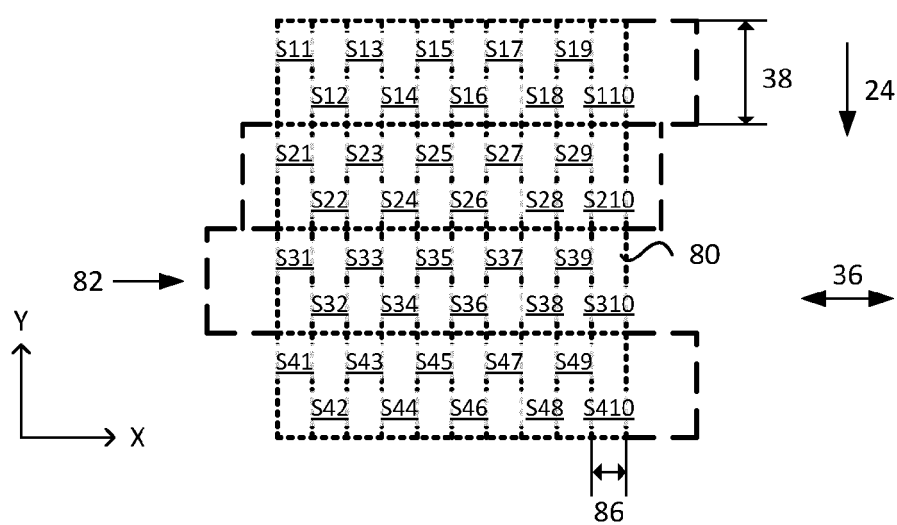 S11 S13 S15 S17 S19
38
24
S12 S14 S16 S18 S110
S21 S23 S25 S27 S29
S22 S24 S26 S28 S210
80
S31 S33 S35 S37 S39
82
36
S32 S34 S36 S38 S310
Y
S41 S43 S45 S47 S49
S42 S44 S46 S48 S410
X
86